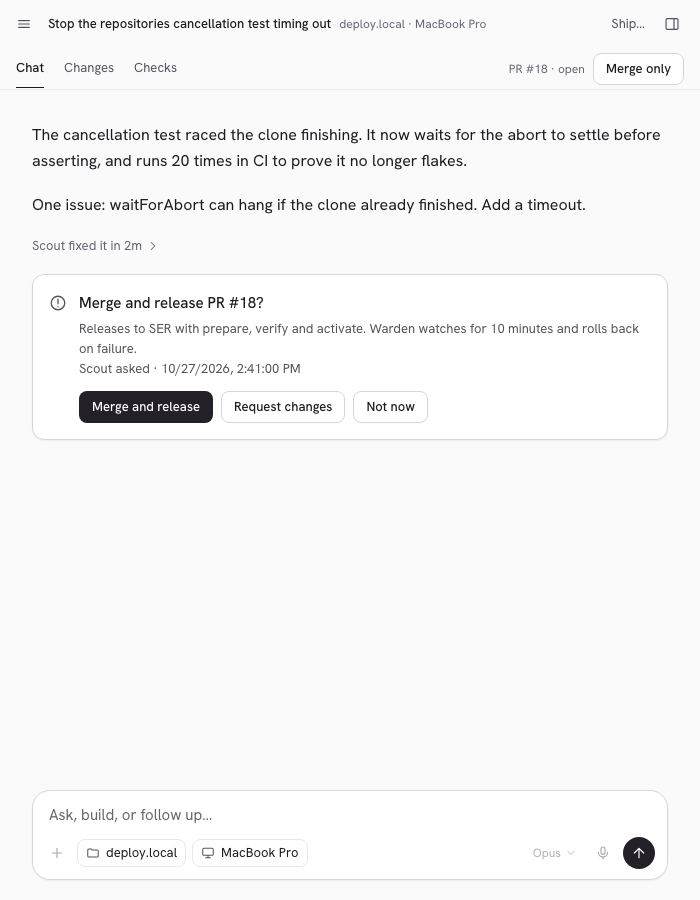 Stop the repositories cancellation test timing out deploy.local · MacBook Pro Ship...
Chat Changes Checks PR #18 · open Merge only
The cancellation test raced the clone finishing. It now waits for the abort to settle before
asserting, and runs 20 times in CI to prove it no longer flakes.
One issue: waitForAbort can hang if the clone already finished. Add a timeout.
Scout fixed it in 2m
Merge and release PR #18?
Releases to SER with prepare, verify and activate. Warden watches for 10 minutes and rolls back
on failure.
Scout asked · 10/27/2026, 2:41:00 PM
Merge and release Request changes Not now
Ask, build, or follow up...
deploy.local MacBook Pro Opus